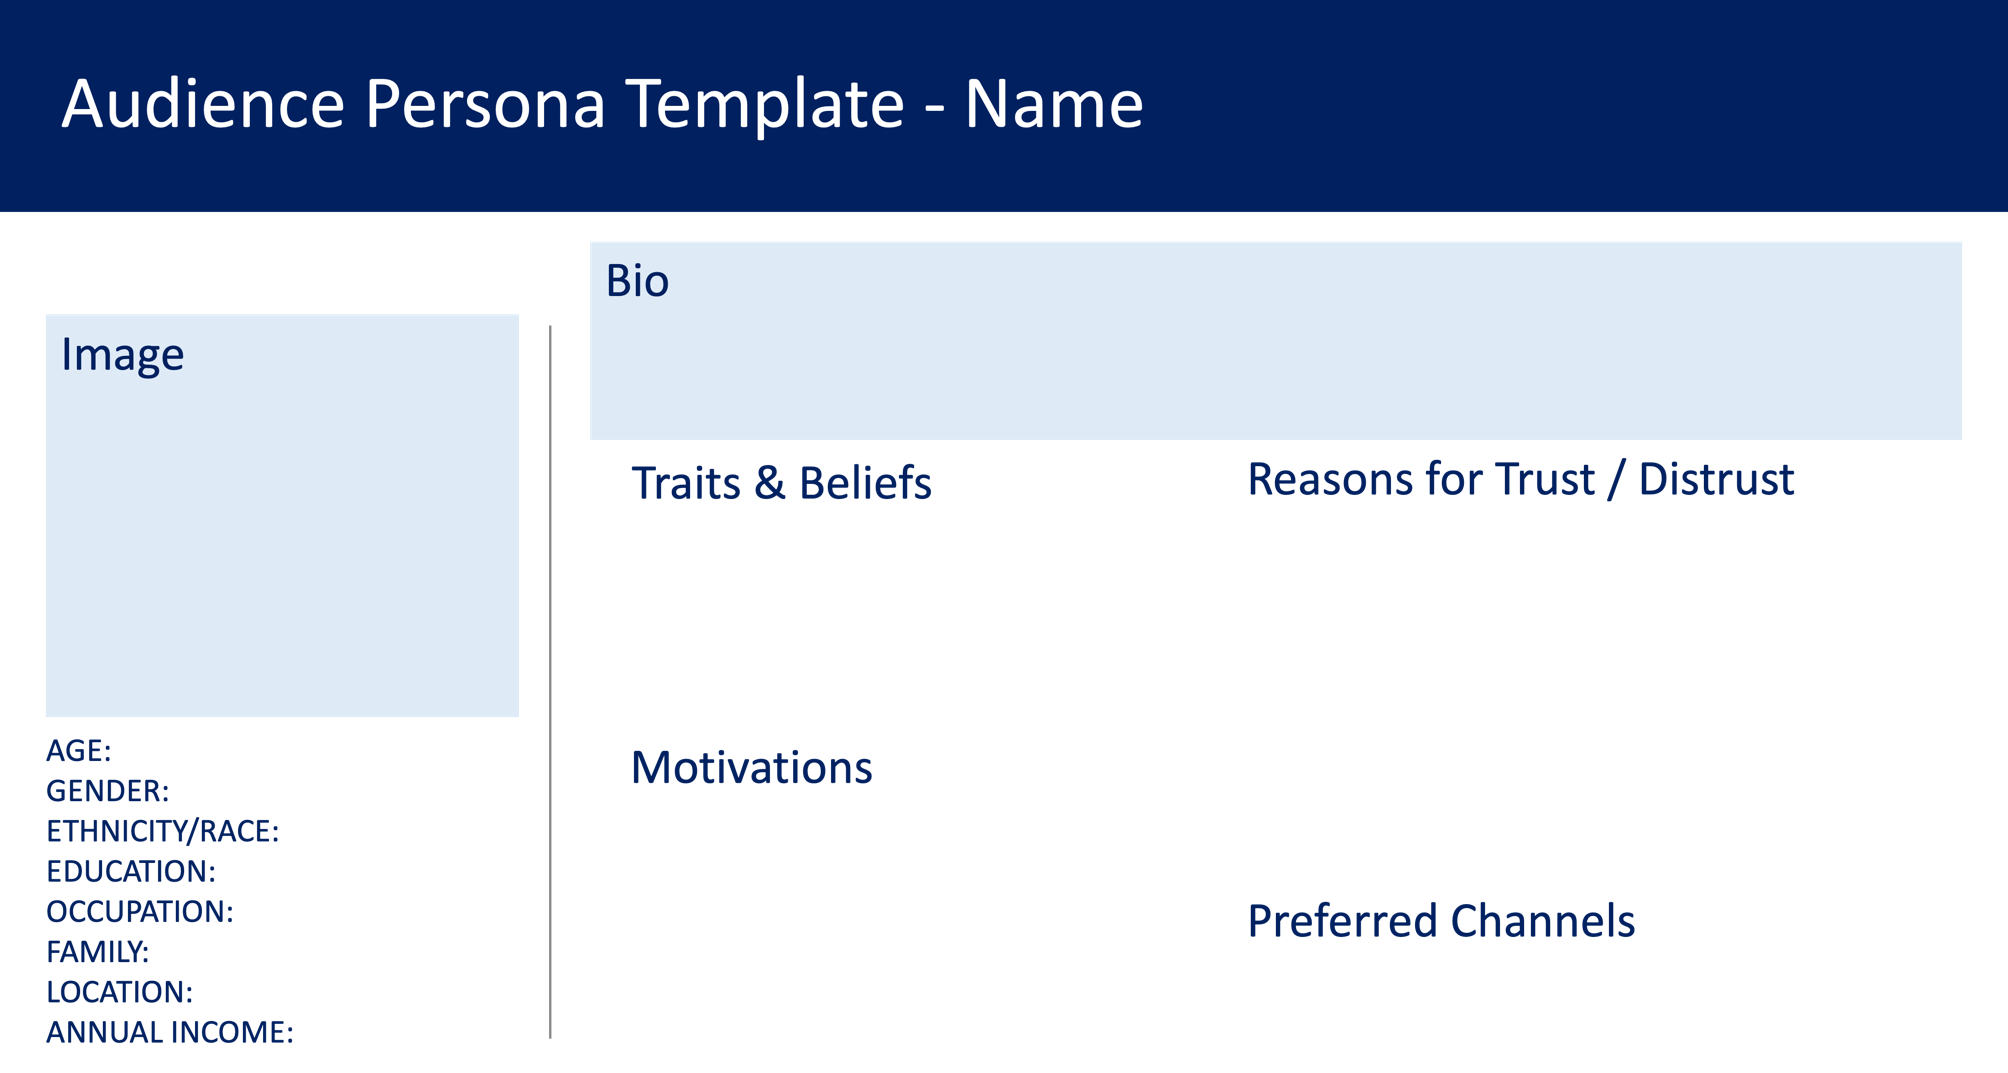 Audience Persona Template - Name
Image
AGE:
GENDER:
ETHNICITY/RACE:
EDUCATION:
OCCUPATION:
FAMILY:
LOCATION:
ANNUAL INCOME:
Bio
Traits & Beliefs
Motivations
Reasons for Trust / Distrust
Preferred Channels